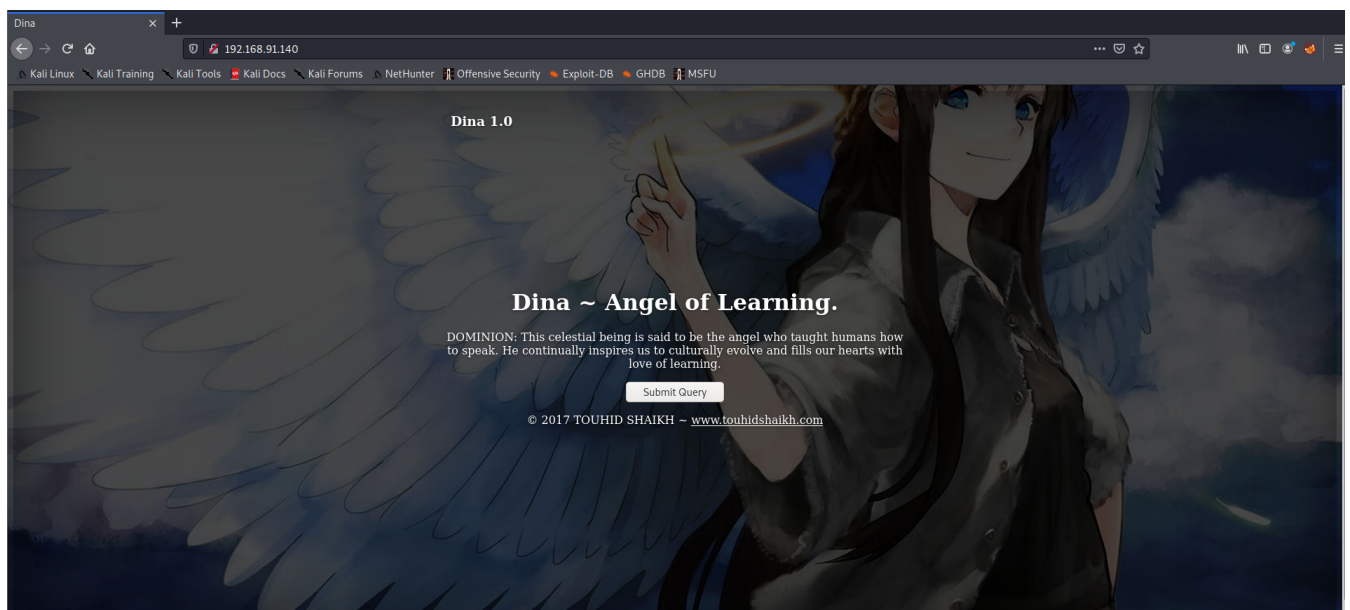 Dina
192.168.91.140
Kali Linux Kali Training Kali Tools Kali Docs Kali Forums NetHunter Offensive Security Exploit-DB GHDB MSFU
Dina 1.0
Dina ~ Angel of Learning.
DOMINION: This celestial being is said to be the angel who taught humans how
to speak. He continually inspires us to culturally evolve and fills our hearts with
love of learning.
Submit Query
© 2017 TOUHID SHAIKH ~ www.touhidshaikh.com